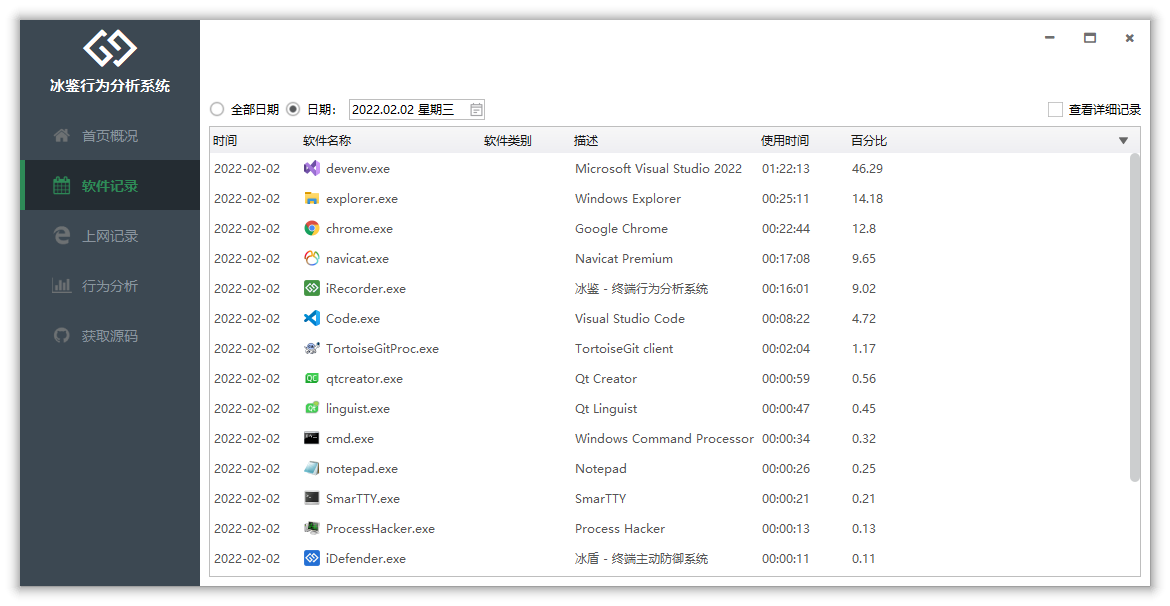 冰鉴行为分析系统
首页概况
软件记录
上网记录
行为分析
获取源码
全部日期 日期： 2022.02.02 星期三 查看详细记录
时间 软件名称 软件类别 描述 使用时间 百分比
2022-02-02 devenv.exe Microsoft Visual Studio 2022 01:22:13 46.29
2022-02-02 explorer.exe Windows Explorer 00:25:11 14.18
2022-02-02 chrome.exe Google Chrome 00:22:44 12.8
2022-02-02 navicat.exe Navicat Premium 00:17:08 9.65
2022-02-02 iRecorder.exe 冰鉴 - 终端行为分析系统 00:16:01 9.02
2022-02-02 Code.exe Visual Studio Code 00:08:22 4.72
2022-02-02 TortoiseGitProc.exe TortoiseGit client 00:02:04 1.17
2022-02-02 qtcreator.exe Qt Creator 00:00:59 0.56
2022-02-02 linguist.exe Qt Linguist 00:00:47 0.45
2022-02-02 cmd.exe Windows Command Processor 00:00:34 0.32
2022-02-02 notepad.exe Notepad 00:00:26 0.25
2022-02-02 SmarTTY.exe SmarTTY 00:00:21 0.21
2022-02-02 ProcessHacker.exe Process Hacker 00:00:13 0.13
2022-02-02 iDefender.exe 冰盾 - 终端主动防御系统 00:00:11 0.11